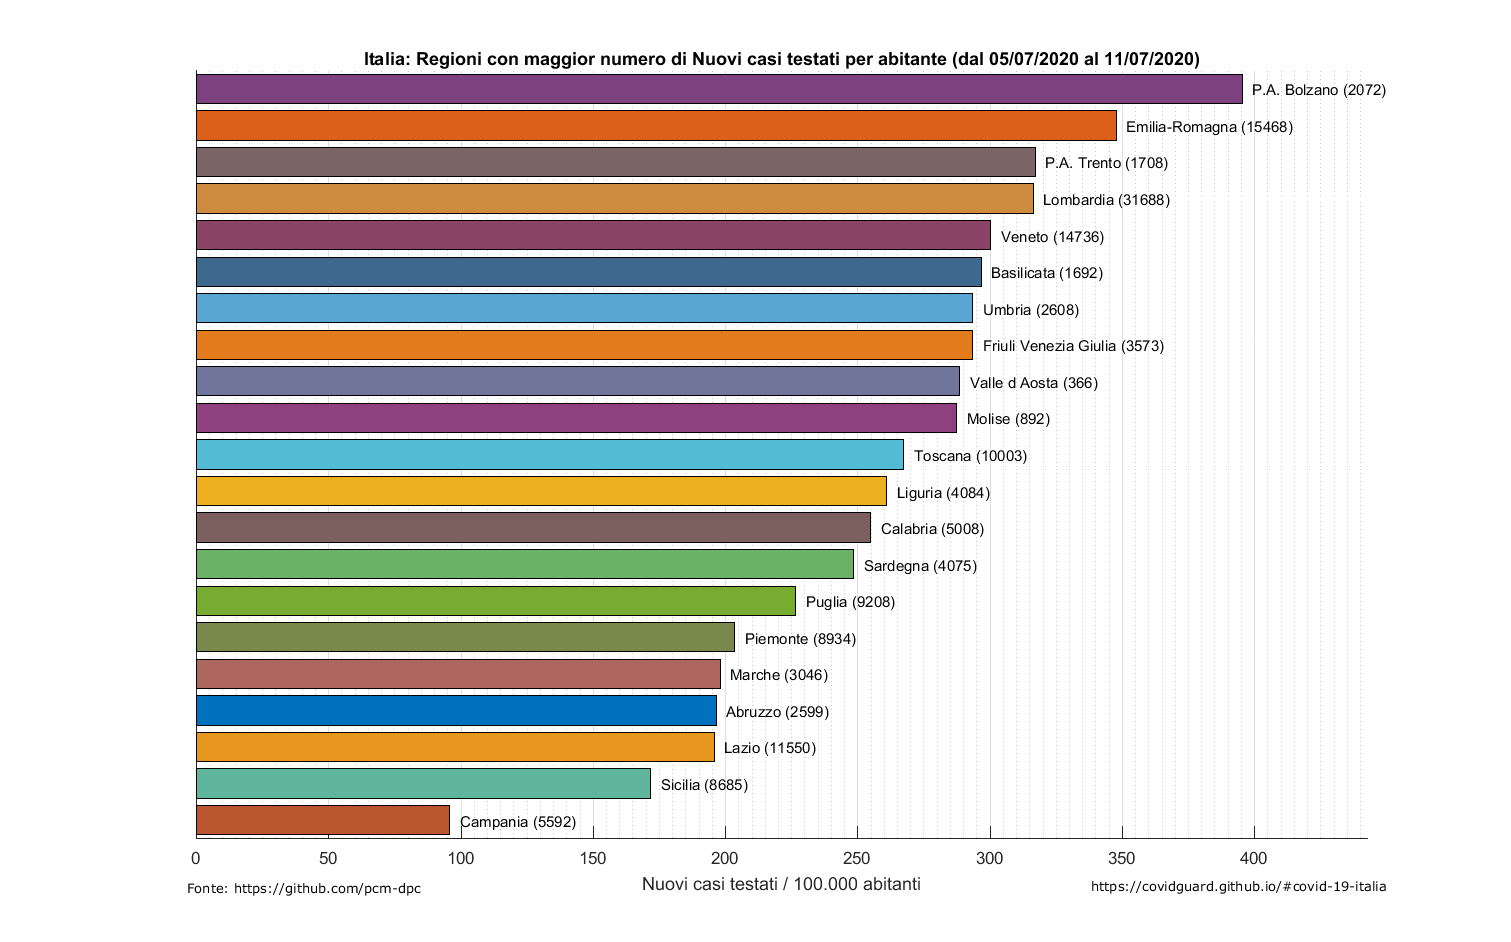 Italia: Regioni con maggior numero di Nuovi casi testati per abitante (dal 05/07/2020 al 11/07/2020)
P.A. Bolzano (2072)
Emilia-Romagna (15468)
P.A. Trento (1708)
Lombardia (31688)
Veneto (14736)
Basilicata (1692)
Umbria (2608)
Friuli Venezia Giulia (3573)
Valle d Aosta (366)
Molise (892)
Toscana (10003)
Liguria (4084)
Calabria (5008)
Sardegna (4075)
Puglia (9208)
Piemonte (8934)
Marche (3046)
Abruzzo (2599)
Lazio (11550)
Sicilia (8685)
Campania (5592)
0 50 100 150 200 250 300 350 400
Nuovi casi testati / 100.000 abitanti
Fonte: https://github.com/pcm-dpc
https://covidguard.github.io/#covid-19-italia